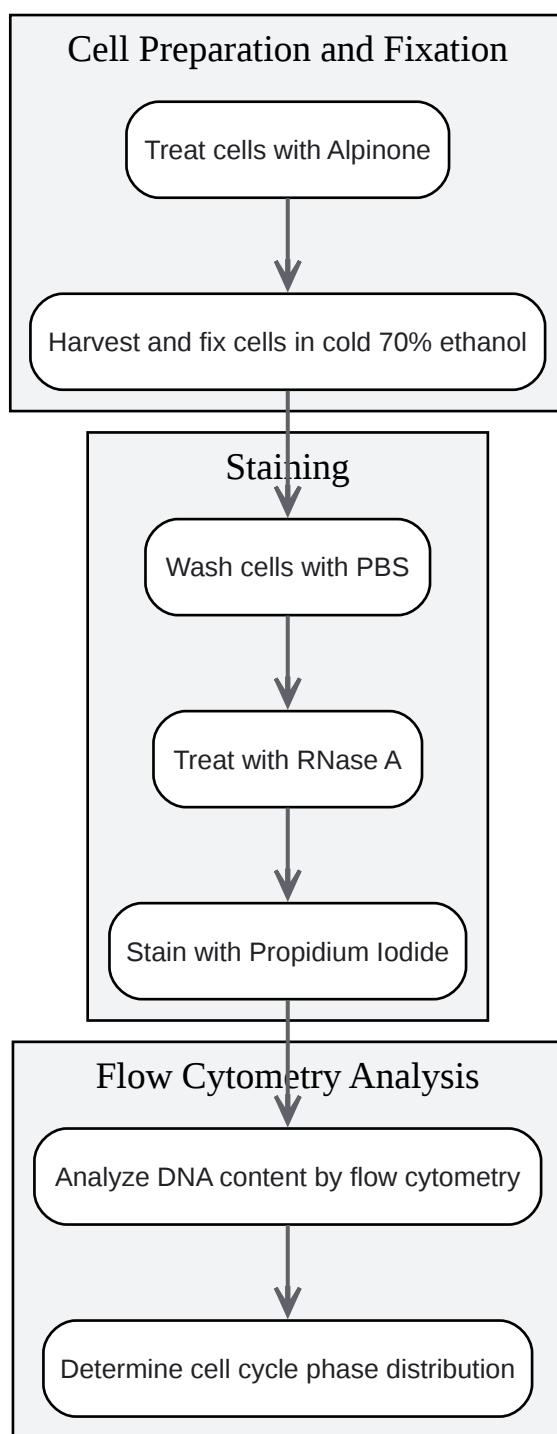 Cell Preparation and Fixation
Treat cells with Alpinone
Harvest and fix cells in cold 70% ethanol
Staining
Wash cells with PBS
Treat with RNase A
Stain with Propidium Iodide
Flow Cytometry Analysis
Analyze DNA content by flow cytometry
Determine cell cycle phase distribution